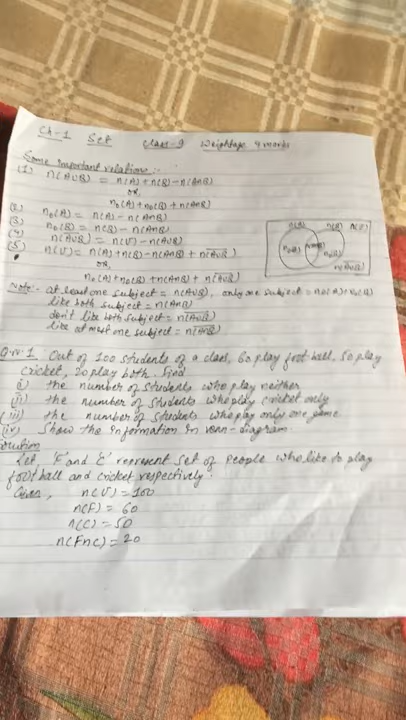 Ch-1 Set Class-9 Weightage 9 marks
Some important relations:-
(1) n(AUB) = n(A)+n(B)-n(A∩B)
or,
n₀(A)+n₀(B)+n(A∩B)
(2) n₀(A) = n(A)-n(A∩B)
(3) n₀(B) = n(B)-n(A∩B)
(4) n(A̅U̅B̅) = n(U)-n(AUB)
(5) n(U) = n(A)+n(B)-n(A∩B)+n(A̅U̅B̅)
or,
n₀(A)+n₀(B)+n(A∩B)+n(A̅U̅B̅)
n(A) n(B) n(U)
n₀(A) n(A∩B) n₀(B)
n(A̅U̅B̅)
Note:- at least one subject = n(AUB), only one subject = n₀(A)+n₀(B)
like both subject = n(A∩B)
don't like both subject = n(A̅U̅B̅)
like at most one subject = n(A̅∩̅B̅)
Q.N.1. Out of 100 students of a class, 60 play foot ball, 50 play
cricket, 20 play both. find
(i) the number of students who play neither
(ii) the number of students who play cricket only
(iii) the number of students who play only one game
(iv) Show the information in venn-diagram.
Solution
Let, 'F' and 'C' represent set of people who like to play
football and cricket respectively.
Given, n(U) = 100
n(F) = 60
n(C) = 50
n(F∩C) = 20